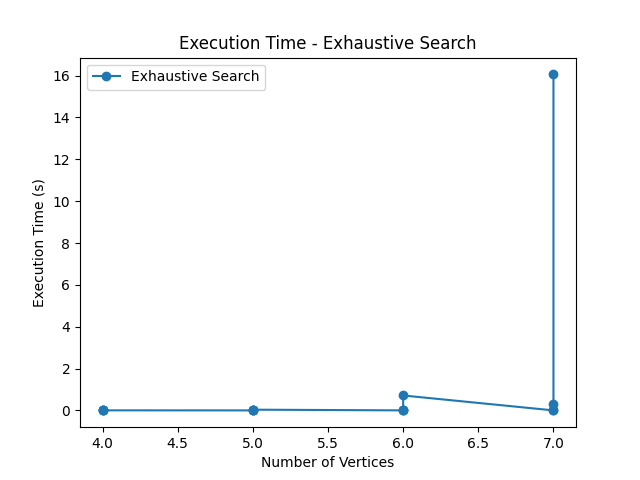 Execution Time - Exhaustive Search
Exhaustive Search
16
14
12
10
8
6
4
2
0
Execution Time (s)
4.0 4.5 5.0 5.5 6.0 6.5 7.0
Number of Vertices